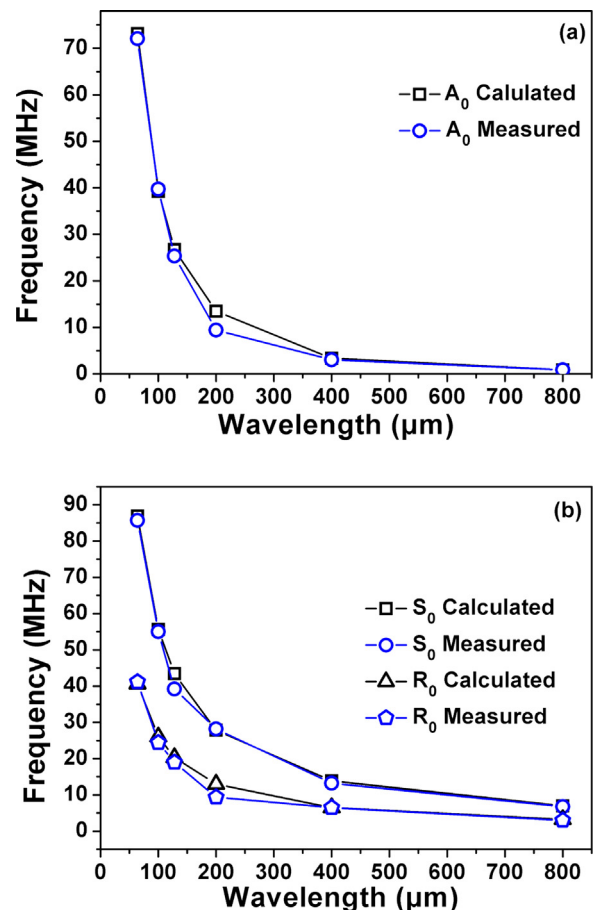 (a)
A₀ Calulated
A₀ Measured
Frequency (MHz)
70
60
50
40
30
20
10
0
0 100 200 300 400 500 600 700 800
Wavelength (µm)
(b)
S₀ Calculated
S₀ Measured
R₀ Calculated
R₀ Measured
Frequency (MHz)
90
80
70
60
50
40
30
20
10
0
0 100 200 300 400 500 600 700 800
Wavelength (µm)